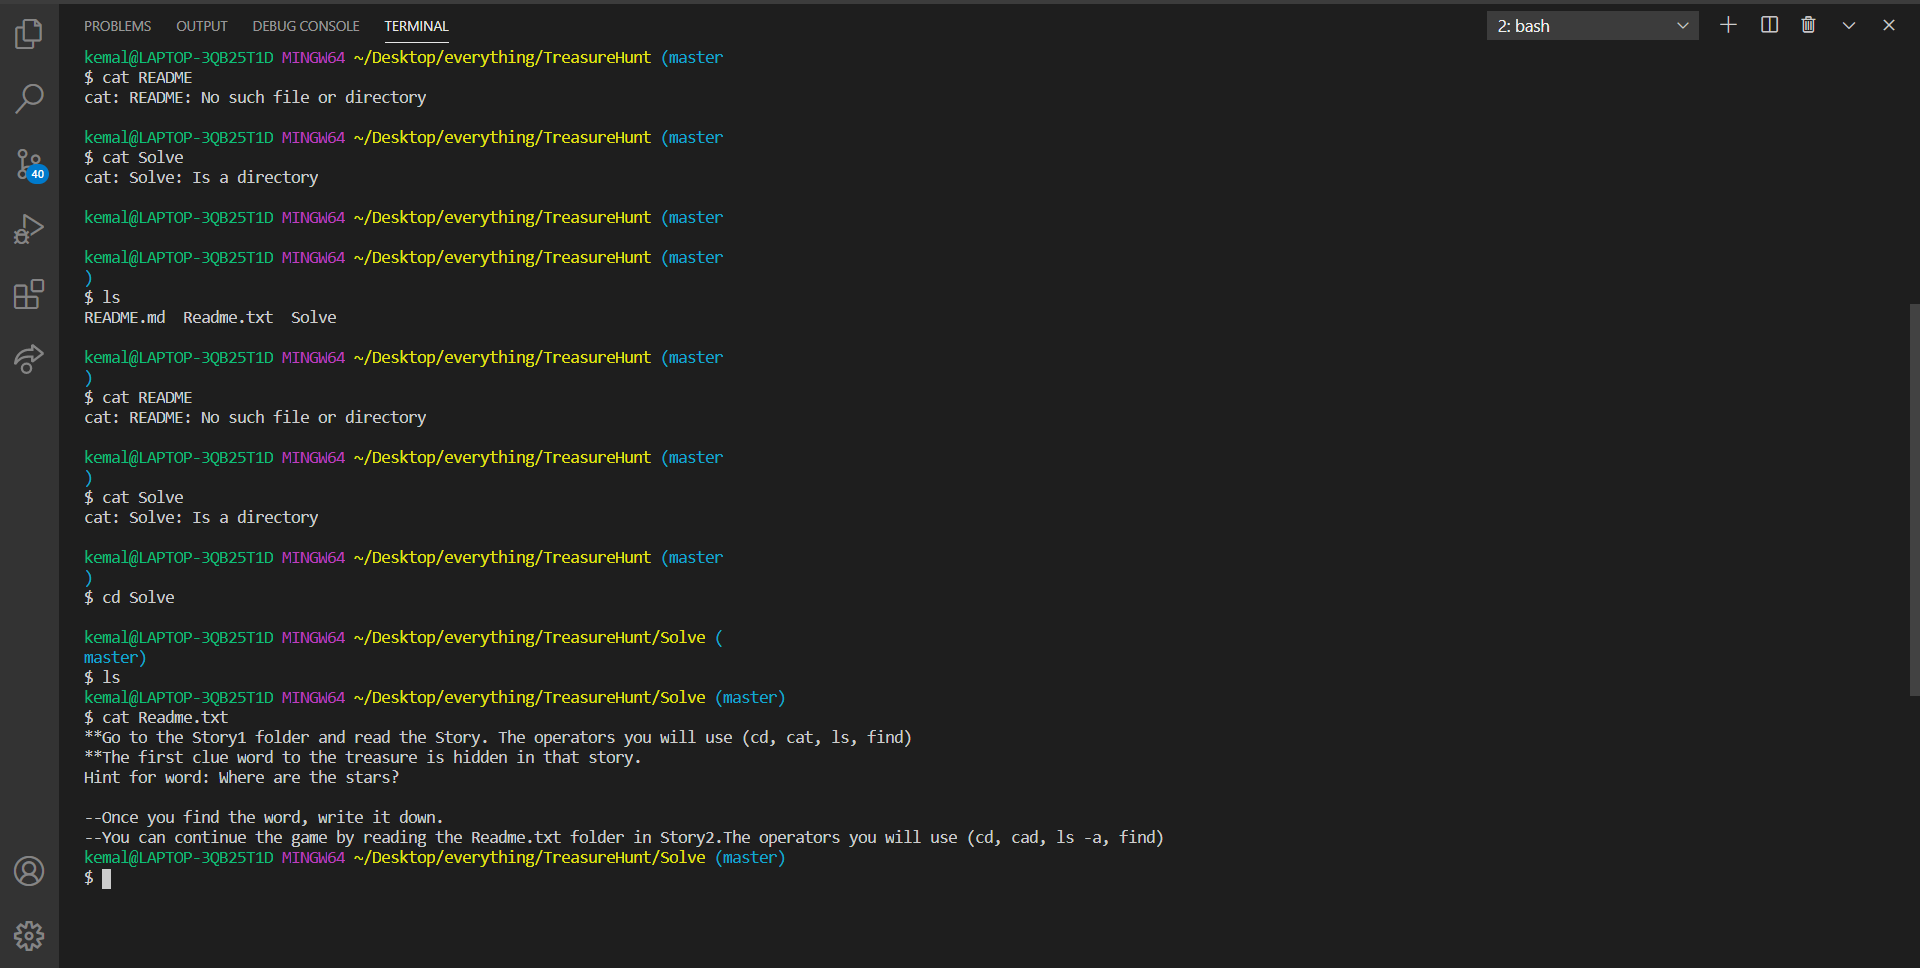 PROBLEMS OUTPUT DEBUG CONSOLE TERMINAL 2: bash
kemal@LAPTOP-3QB25T1D MINGW64 ~/Desktop/everything/TreasureHunt (master
$ cat README
cat: README: No such file or directory
kemal@LAPTOP-3QB25T1D MINGW64 ~/Desktop/everything/TreasureHunt (master
$ cat Solve
cat: Solve: Is a directory
kemal@LAPTOP-3QB25T1D MINGW64 ~/Desktop/everything/TreasureHunt (master
kemal@LAPTOP-3QB25T1D MINGW64 ~/Desktop/everything/TreasureHunt (master
)
$ ls
README.md  Readme.txt  Solve
kemal@LAPTOP-3QB25T1D MINGW64 ~/Desktop/everything/TreasureHunt (master
)
$ cat README
cat: README: No such file or directory
kemal@LAPTOP-3QB25T1D MINGW64 ~/Desktop/everything/TreasureHunt (master
)
$ cat Solve
cat: Solve: Is a directory
kemal@LAPTOP-3QB25T1D MINGW64 ~/Desktop/everything/TreasureHunt (master
)
$ cd Solve
kemal@LAPTOP-3QB25T1D MINGW64 ~/Desktop/everything/TreasureHunt/Solve (
master)
$ ls
kemal@LAPTOP-3QB25T1D MINGW64 ~/Desktop/everything/TreasureHunt/Solve (master)
$ cat Readme.txt
**Go to the Story1 folder and read the Story. The operators you will use (cd, cat, ls, find)
**The first clue word to the treasure is hidden in that story.
Hint for word: Where are the stars?
--Once you find the word, write it down.
--You can continue the game by reading the Readme.txt folder in Story2.The operators you will use (cd, cad, ls -a, find)
kemal@LAPTOP-3QB25T1D MINGW64 ~/Desktop/everything/TreasureHunt/Solve (master)
$
40